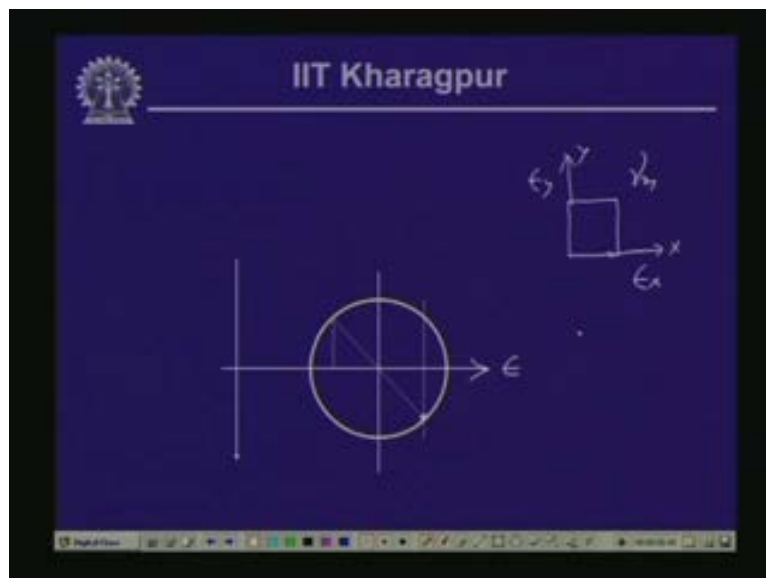 IIT Kharagpur
y
ϵy γxy
x
ϵx
ϵ